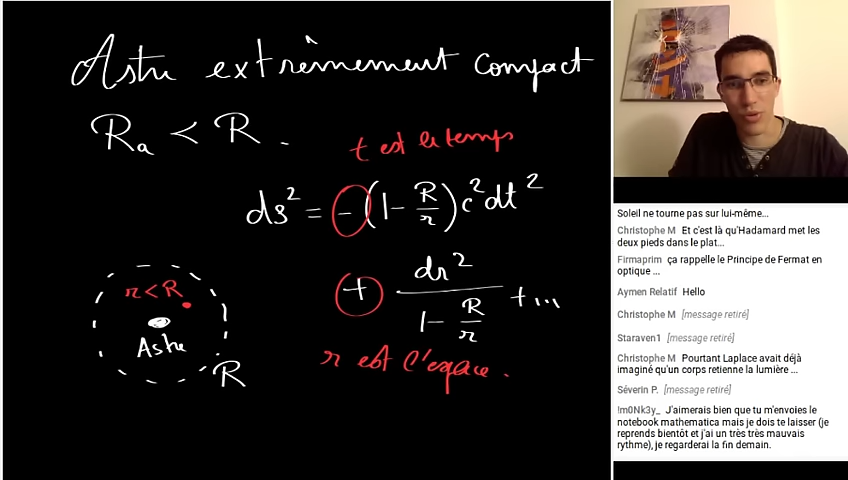 Astre extrêmement compact
Ra < R.
t est le temps
ds² = - (1 - R/r) c² dt²
+ dr² / (1 - R/r) + ...
r < R
Astre
R
r est l'espace.
Soleil ne tourne pas sur lui-même...
Christophe M Et c'est là qu'Hadamard met les
deux pieds dans le plat...
Firmaprim ça rappelle le Principe de Fermat en
optique ...
Aymen Relatif Hello
Christophe M [message retiré]
Staraven1 [message retiré]
Christophe M Pourtant Laplace avait déjà
imaginé qu'un corps retienne la lumière ...
Séverin P. [message retiré]
!m0Nk3y_ J'aimerais bien que tu m'envoies le
notebook mathematica mais je dois te laisser (je
reprends bientôt et j'ai un très très mauvais
rythme), je regarderai la fin demain.